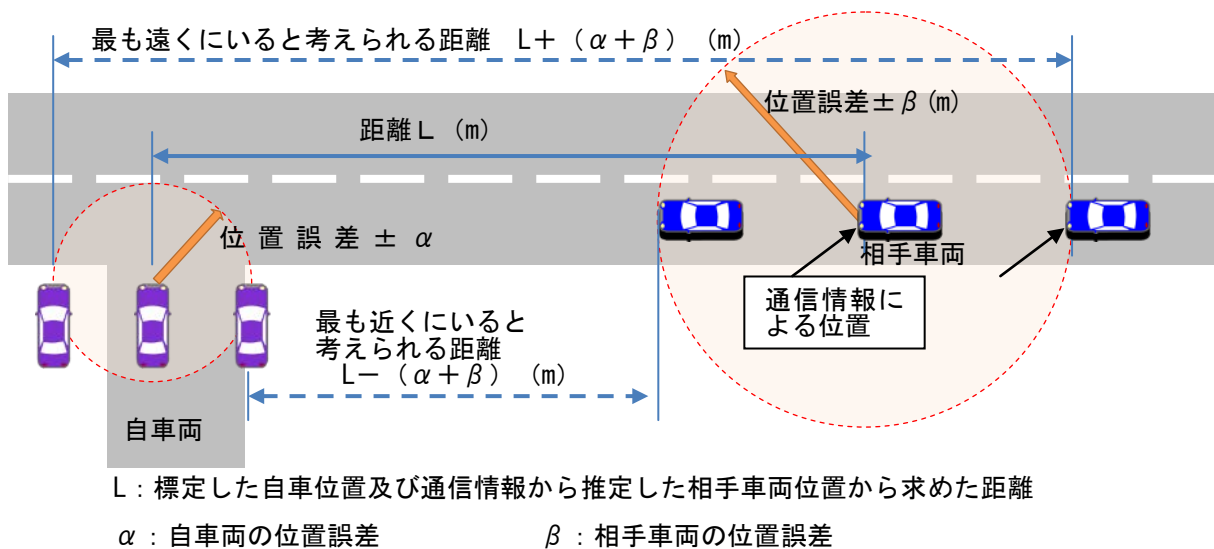 最も遠くにいると考えられる距離 L+(α+β) (m)
位置誤差±β(m)
距離L (m)
位置誤差±α
相手車両
通信情報に
よる位置
最も近くにいると
考えられる距離
L-(α+β) (m)
自車両
L:標定した自車位置及び通信情報から推定した相手車両位置から求めた距離
α:自車両の位置誤差 β:相手車両の位置誤差